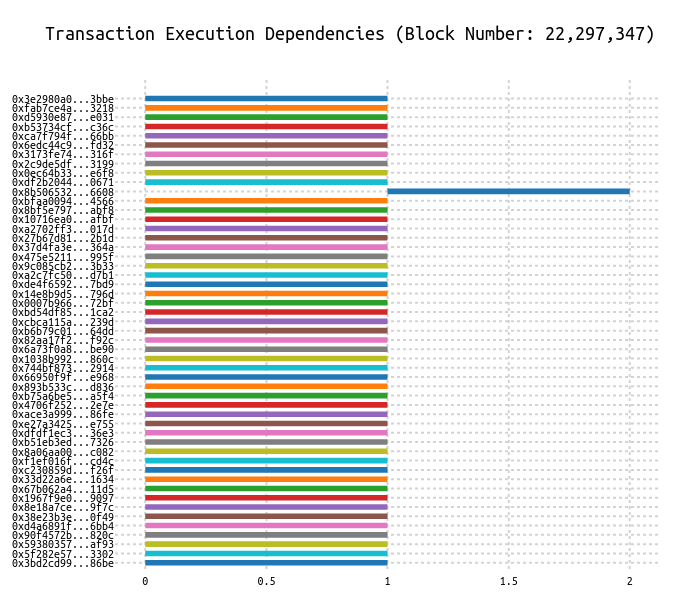 Transaction Execution Dependencies (Block Number: 22,297,347)
0x3e2980a0...3bbe
0xfab7ce4a...3218
0xd5930e87...e031
0xb53734cf...c36c
0xca7f794f...66bb
0x6edc44c9...fd32
0x3173fe74...316f
0x2c9de5df...3199
0x0ec64b33...e6f8
0xdf2b2044...07c6
0x8b506532...6608
0xbfaa0094...4566
0x8bf5e797...abf8
0x10716ea0...afbf
0xa2702ff3...017d
0x27b67d81...2b1d
0x37d4fa3e...364a
0x475e5211...995f
0x9c085cb2...3b33
0xa2c7fc50...d7b1
0xde4f6592...7bd9
0x14e8b9d5...796d
0x0007b966...72bf
0xbd54df85...1ca2
0xcbca115a...239d
0xb6b79c01...64dd
0x82aa17f2...f92c
0x6a73f0a8...be90
0x1038b992...860c
0x744bf873...2914
0x66950f9f...e968
0x893b533c...d836
0xb75a6be5...a5f4
0x4706f252...2e7e
0xace3a999...86fe
0xe27a3425...e755
0xdfdf1ec3...36e3
0xb51eb3ed...7326
0x8a06aa00...c082
0xf1ef016f...cd4c
0xc230859d...f26f
0x33d22a6e...1634
0x67b062a4...11d5
0x1967f9e0...9097
0x8e18a7ce...9f7c
0x38e23b3e...0f49
0xd4a6891f...6bb4
0x90f4572b...820c
0x59380357...af93
0x5f282e57...3302
0x3bd2cd99...86be
0 0.5 1 1.5 2